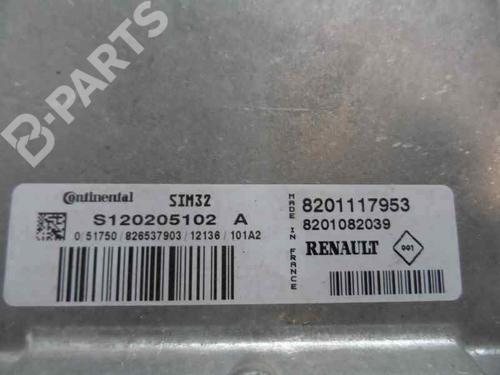 B-PARTS
Continental SIM32
S120205102 A
0/51750/826537903/12136/101A2
MADE IN FRANCE
8201117953
8201082039
RENAULT 001